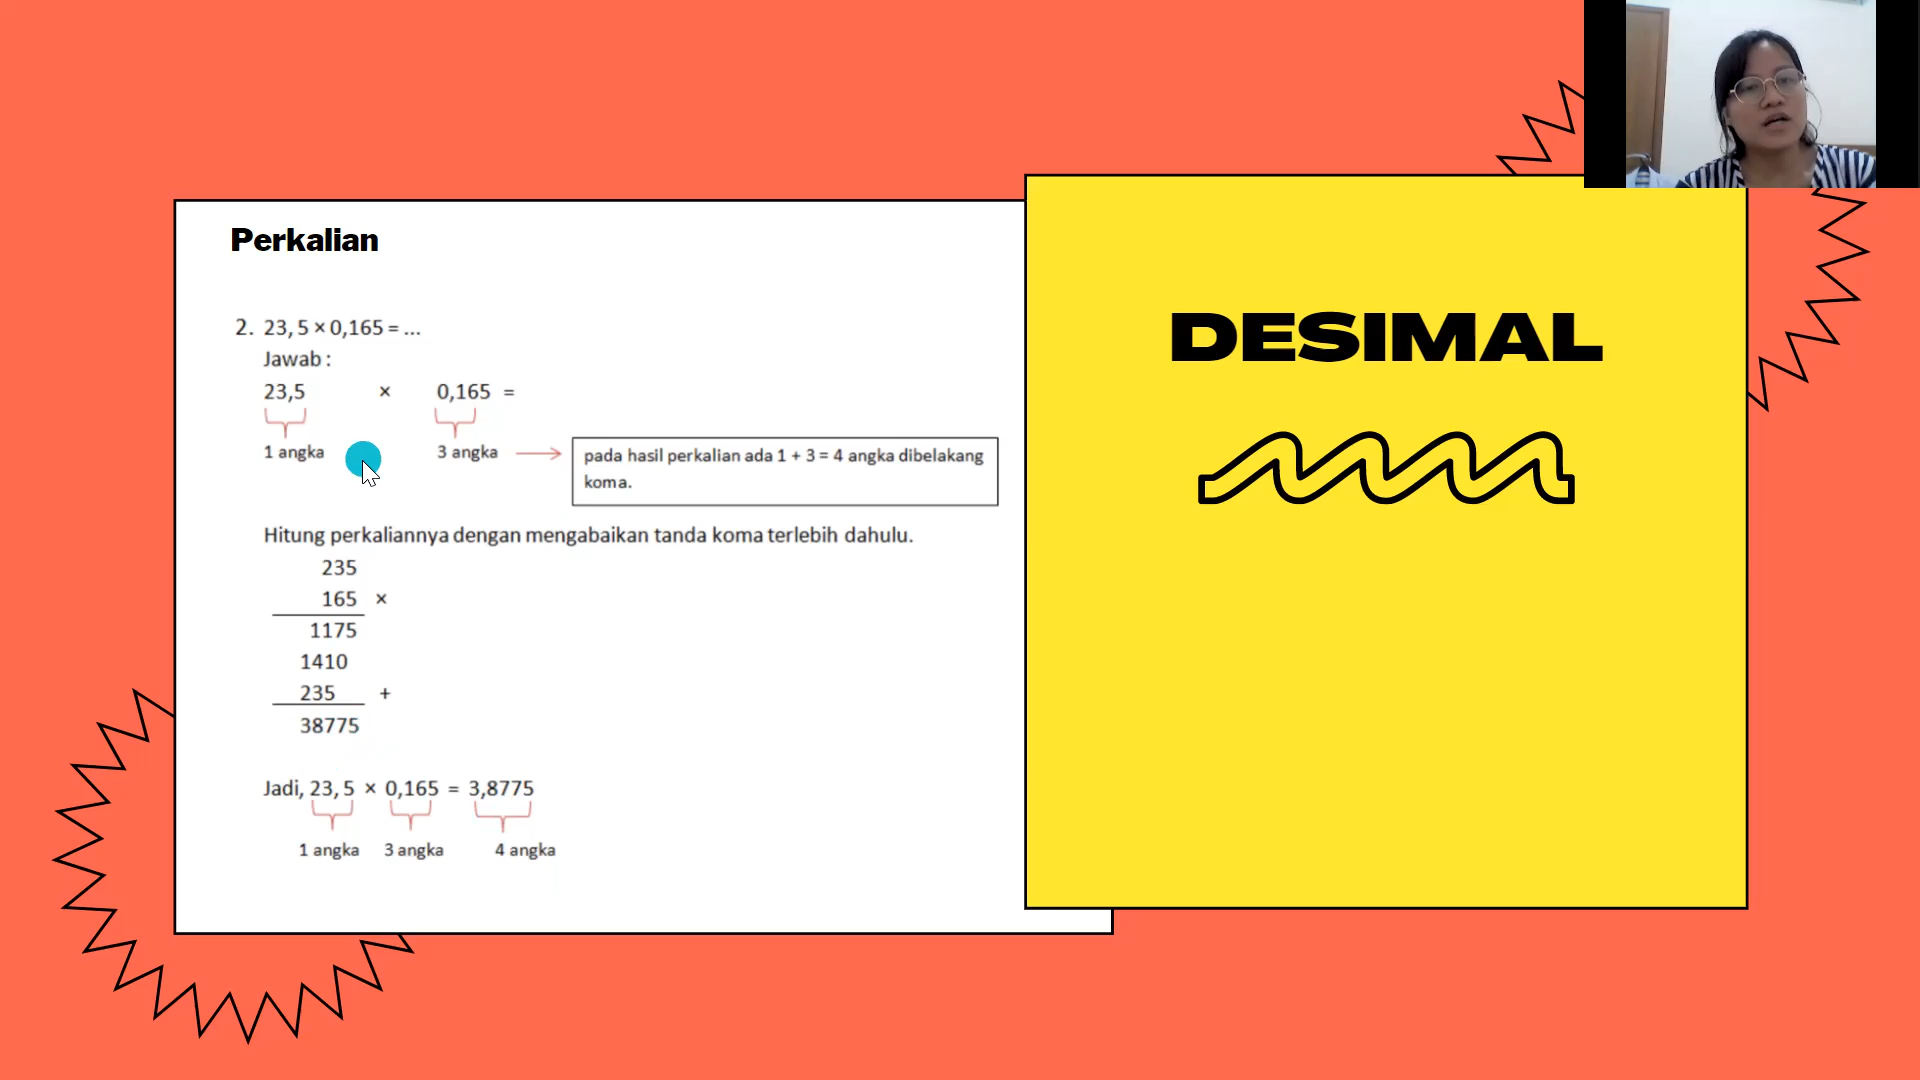 Perkalian
2. 23, 5 × 0,165 = ...
Jawab :
23,5 × 0,165 =
1 angka 3 angka
pada hasil perkalian ada 1 + 3 = 4 angka dibelakang
koma.
Hitung perkaliannya dengan mengabaikan tanda koma terlebih dahulu.
235
165 ×
1175
1410
235 +
38775
Jadi, 23, 5 × 0,165 = 3,8775
1 angka 3 angka 4 angka
DESIMAL